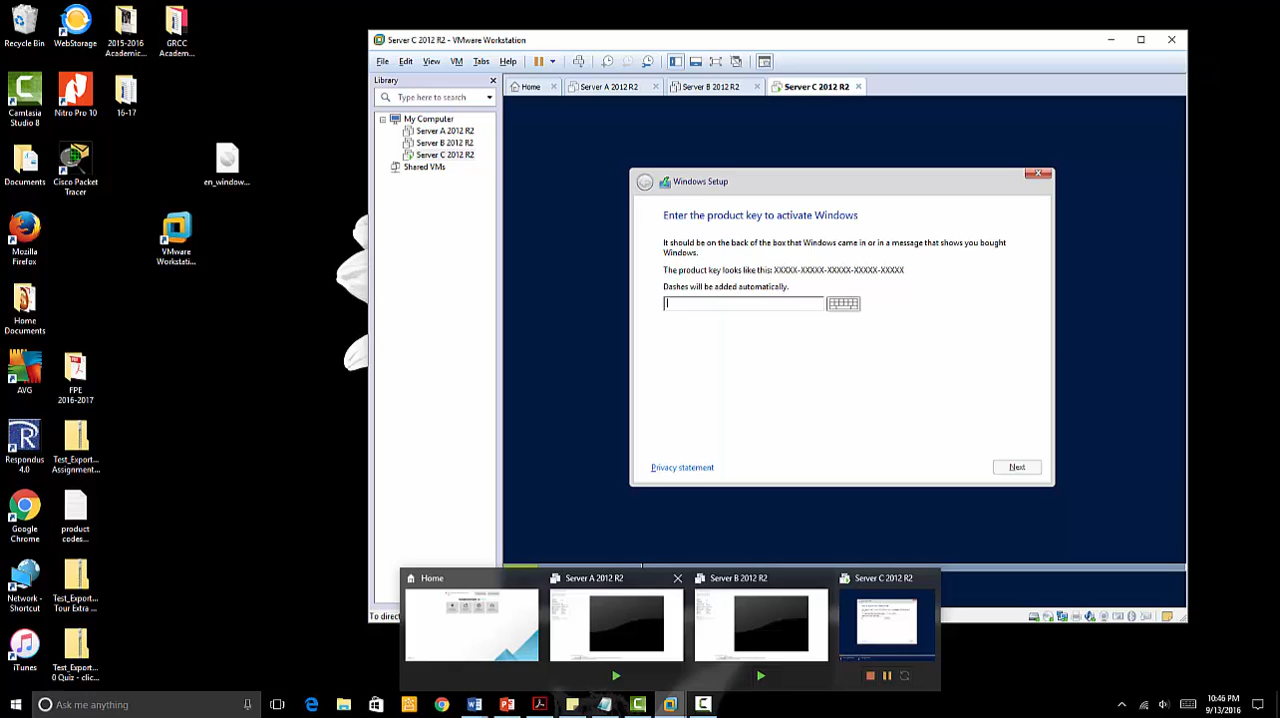 Recycle Bin
WebStorage
2015-2016
Academic...
GRCC
Academ...
Camtasia
Studio 8
Nitro Pro 10
16-17
Documents
Cisco Packet
Tracer
en_window...
Mozilla
Firefox
VMware
Workstati...
Home
Documents
AVG
FPE
2016-2017
Respondus
4.0
Test_Export...
Assignment...
Google
Chrome
product
codes...
Network -
Shortcut
Test_Export...
Tour Extra ...
iTunes
Test_Export...
0 Quiz - clic...
Server C 2012 R2 - VMware Workstation
File Edit View VM Tabs Help
Library
Type here to search
My Computer
Server A 2012 R2
Server B 2012 R2
Server C 2012 R2
Shared VMs
Home
Server A 2012 R2
Server B 2012 R2
Server C 2012 R2
Windows Setup
Enter the product key to activate Windows
It should be on the back of the box that Windows came in or in a message that shows you bought
Windows.
The product key looks like this: XXXXX-XXXXX-XXXXX-XXXXX-XXXXX
Dashes will be added automatically.
Privacy statement
Next
To direc
Home
Server A 2012 R2
Server B 2012 R2
Server C 2012 R2
Ask me anything
10:46 PM
9/13/2016